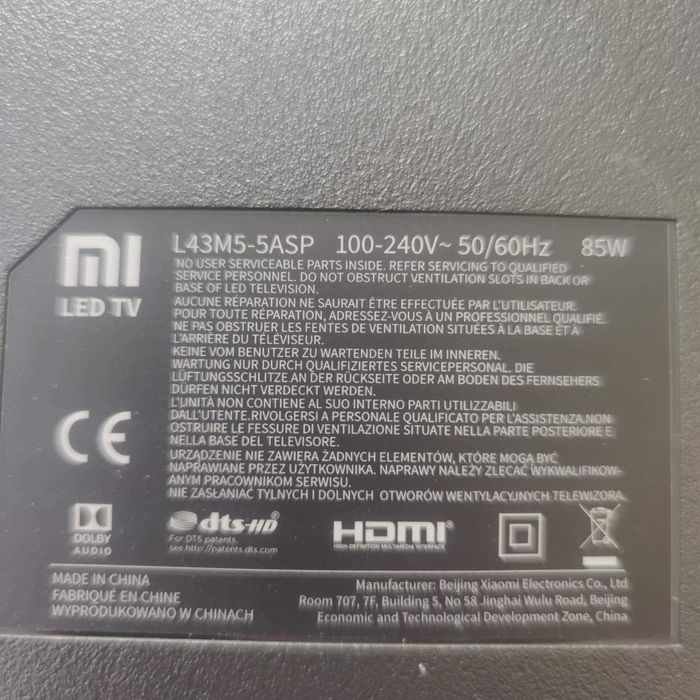 mi
LED TV
L43M5-5ASP 100-240V~ 50/60Hz 85W
NO USER SERVICEABLE PARTS INSIDE. REFER SERVICING TO QUALIFIED
SERVICE PERSONNEL. DO NOT OBSTRUCT VENTILATION SLOTS IN BACK OR
BASE OF LED TELEVISION.
AUCUNE RÉPARATION NE SAURAIT ÊTRE EFFECTUÉE PAR L'UTILISATEUR.
POUR TOUTE RÉPARATION, ADRESSEZ-VOUS À UN PROFESSIONNEL QUALIFIÉ.
NE PAS OBSTRUER LES FENTES DE VENTILATION SITUÉES À LA BASE ET À
L'ARRIÈRE DU TÉLÉVISEUR.
KEINE VOM BENUTZER ZU WARTENDEN TEILE IM INNEREN.
WARTUNG NUR DURCH QUALIFIZIERTES SERVICEPERSONAL. DIE
LÜFTUNGSSCHLITZE AN DER RÜCKSEITE ODER AM BODEN DES FERNSEHERS
DÜRFEN NICHT VERDECKT WERDEN.
L'UNITÀ NON CONTIENE AL SUO INTERNO PARTI UTILIZZABILI
DALL'UTENTE.RIVOLGERSI A PERSONALE QUALIFICATO PER L'ASSISTENZA.NON
OSTRUIRE LE FESSURE DI VENTILAZIONE SITUATE NELLA PARTE POSTERIORE E
NELLA BASE DEL TELEVISORE.
URZĄDZENIE NIE ZAWIERA ŻADNYCH ELEMENTÓW, KTÓRE MOGĄ BYĆ
NAPRAWIANE PRZEZ UŻYTKOWNIKA. NAPRAWY NALEŻY ZLECAĆ WYKWALIFIKOW-
ANYM PRACOWNIKOM SERWISU.
NIE ZASŁANIAĆ TYLNYCH I DOLNYCH OTWORÓW WENTYLACYJNYCH TELEWIZORA.
CE
DOLBY
AUDIO
dts-HD
For DTS patents,
see http://patents.dts.com
HDMI®
HIGH-DEFINITION MULTIMEDIA INTERFACE
MADE IN CHINA
FABRIQUÉ EN CHINE
WYPRODUKOWANO W CHINACH
Manufacturer: Beijing Xiaomi Electronics Co., Ltd
Room 707, 7F, Building 5, No 58 Jinghai Wulu Road, Beijing
Economic and Technological Development Zone, China